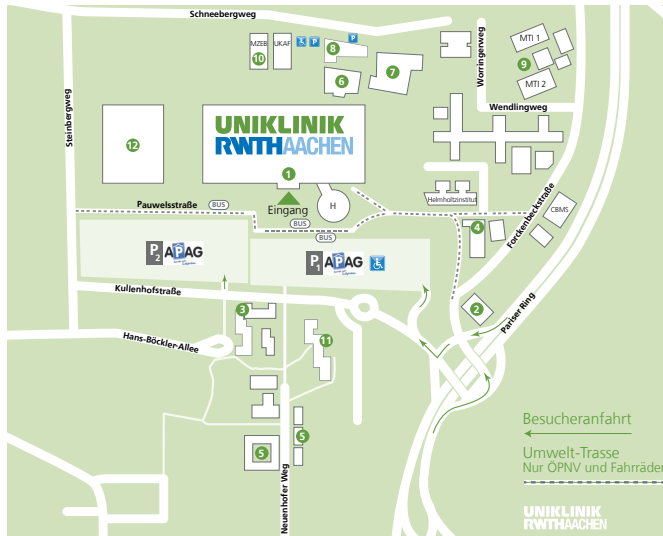 Schneebergweg
MZEB
UKAF
P
P
8
10
6
7
Worringerweg
MTI 1
9
MTI 2
Wendlingweg
Steinbergweg
12
UNIKLINIK
RWTHAACHEN
1
Eingang
H
Helmholtzinstitut
Pauwelsstraße
BUS
BUS
BUS
4
CBMS
Forckenbeckstraße
P2
APAG
P1
APAG
Kullenhofstraße
3
2
Pariser Ring
Hans-Böckler-Allee
11
5
5
Neuenhofer Weg
Besucheranfahrt
Umwelt-Trasse
Nur ÖPNV und Fahrräder
UNIKLINIK
RWTHAACHEN